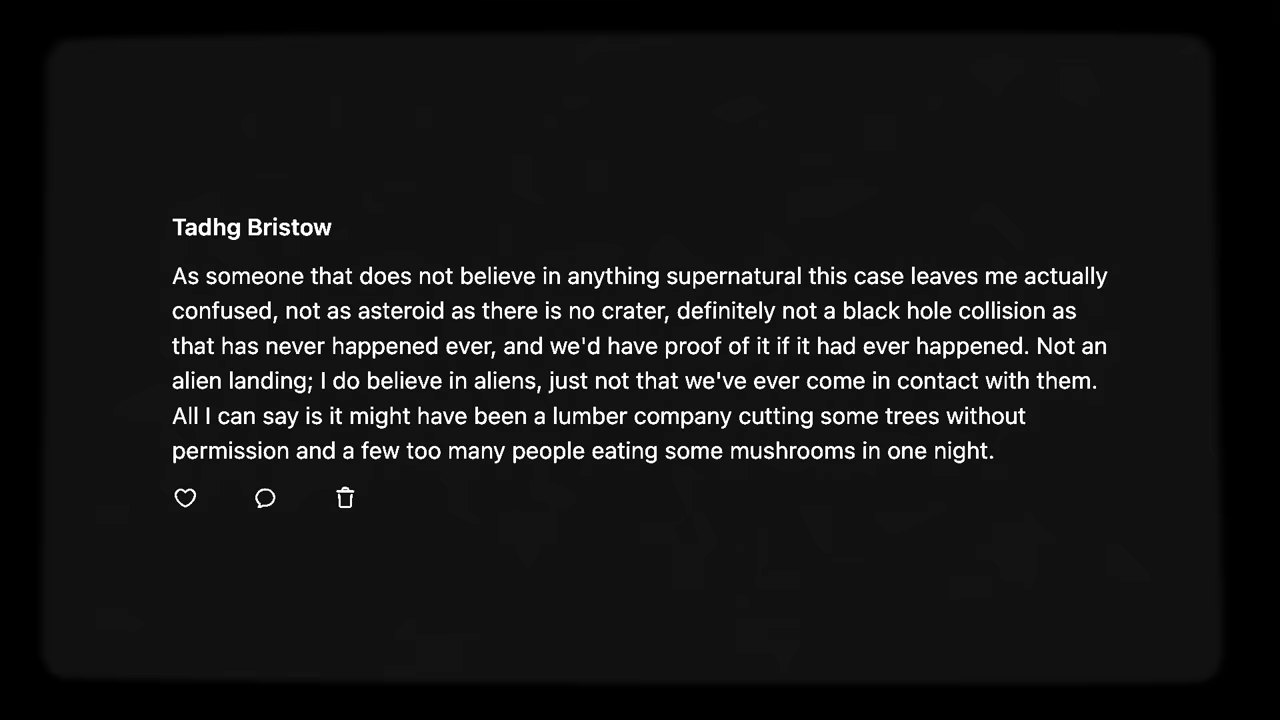 Tadhg Bristow
As someone that does not believe in anything supernatural this case leaves me actually
confused, not as asteroid as there is no crater, definitely not a black hole collision as
that has never happened ever, and we'd have proof of it if it had ever happened. Not an
alien landing; I do believe in aliens, just not that we've ever come in contact with them.
All I can say is it might have been a lumber company cutting some trees without
permission and a few too many people eating some mushrooms in one night.